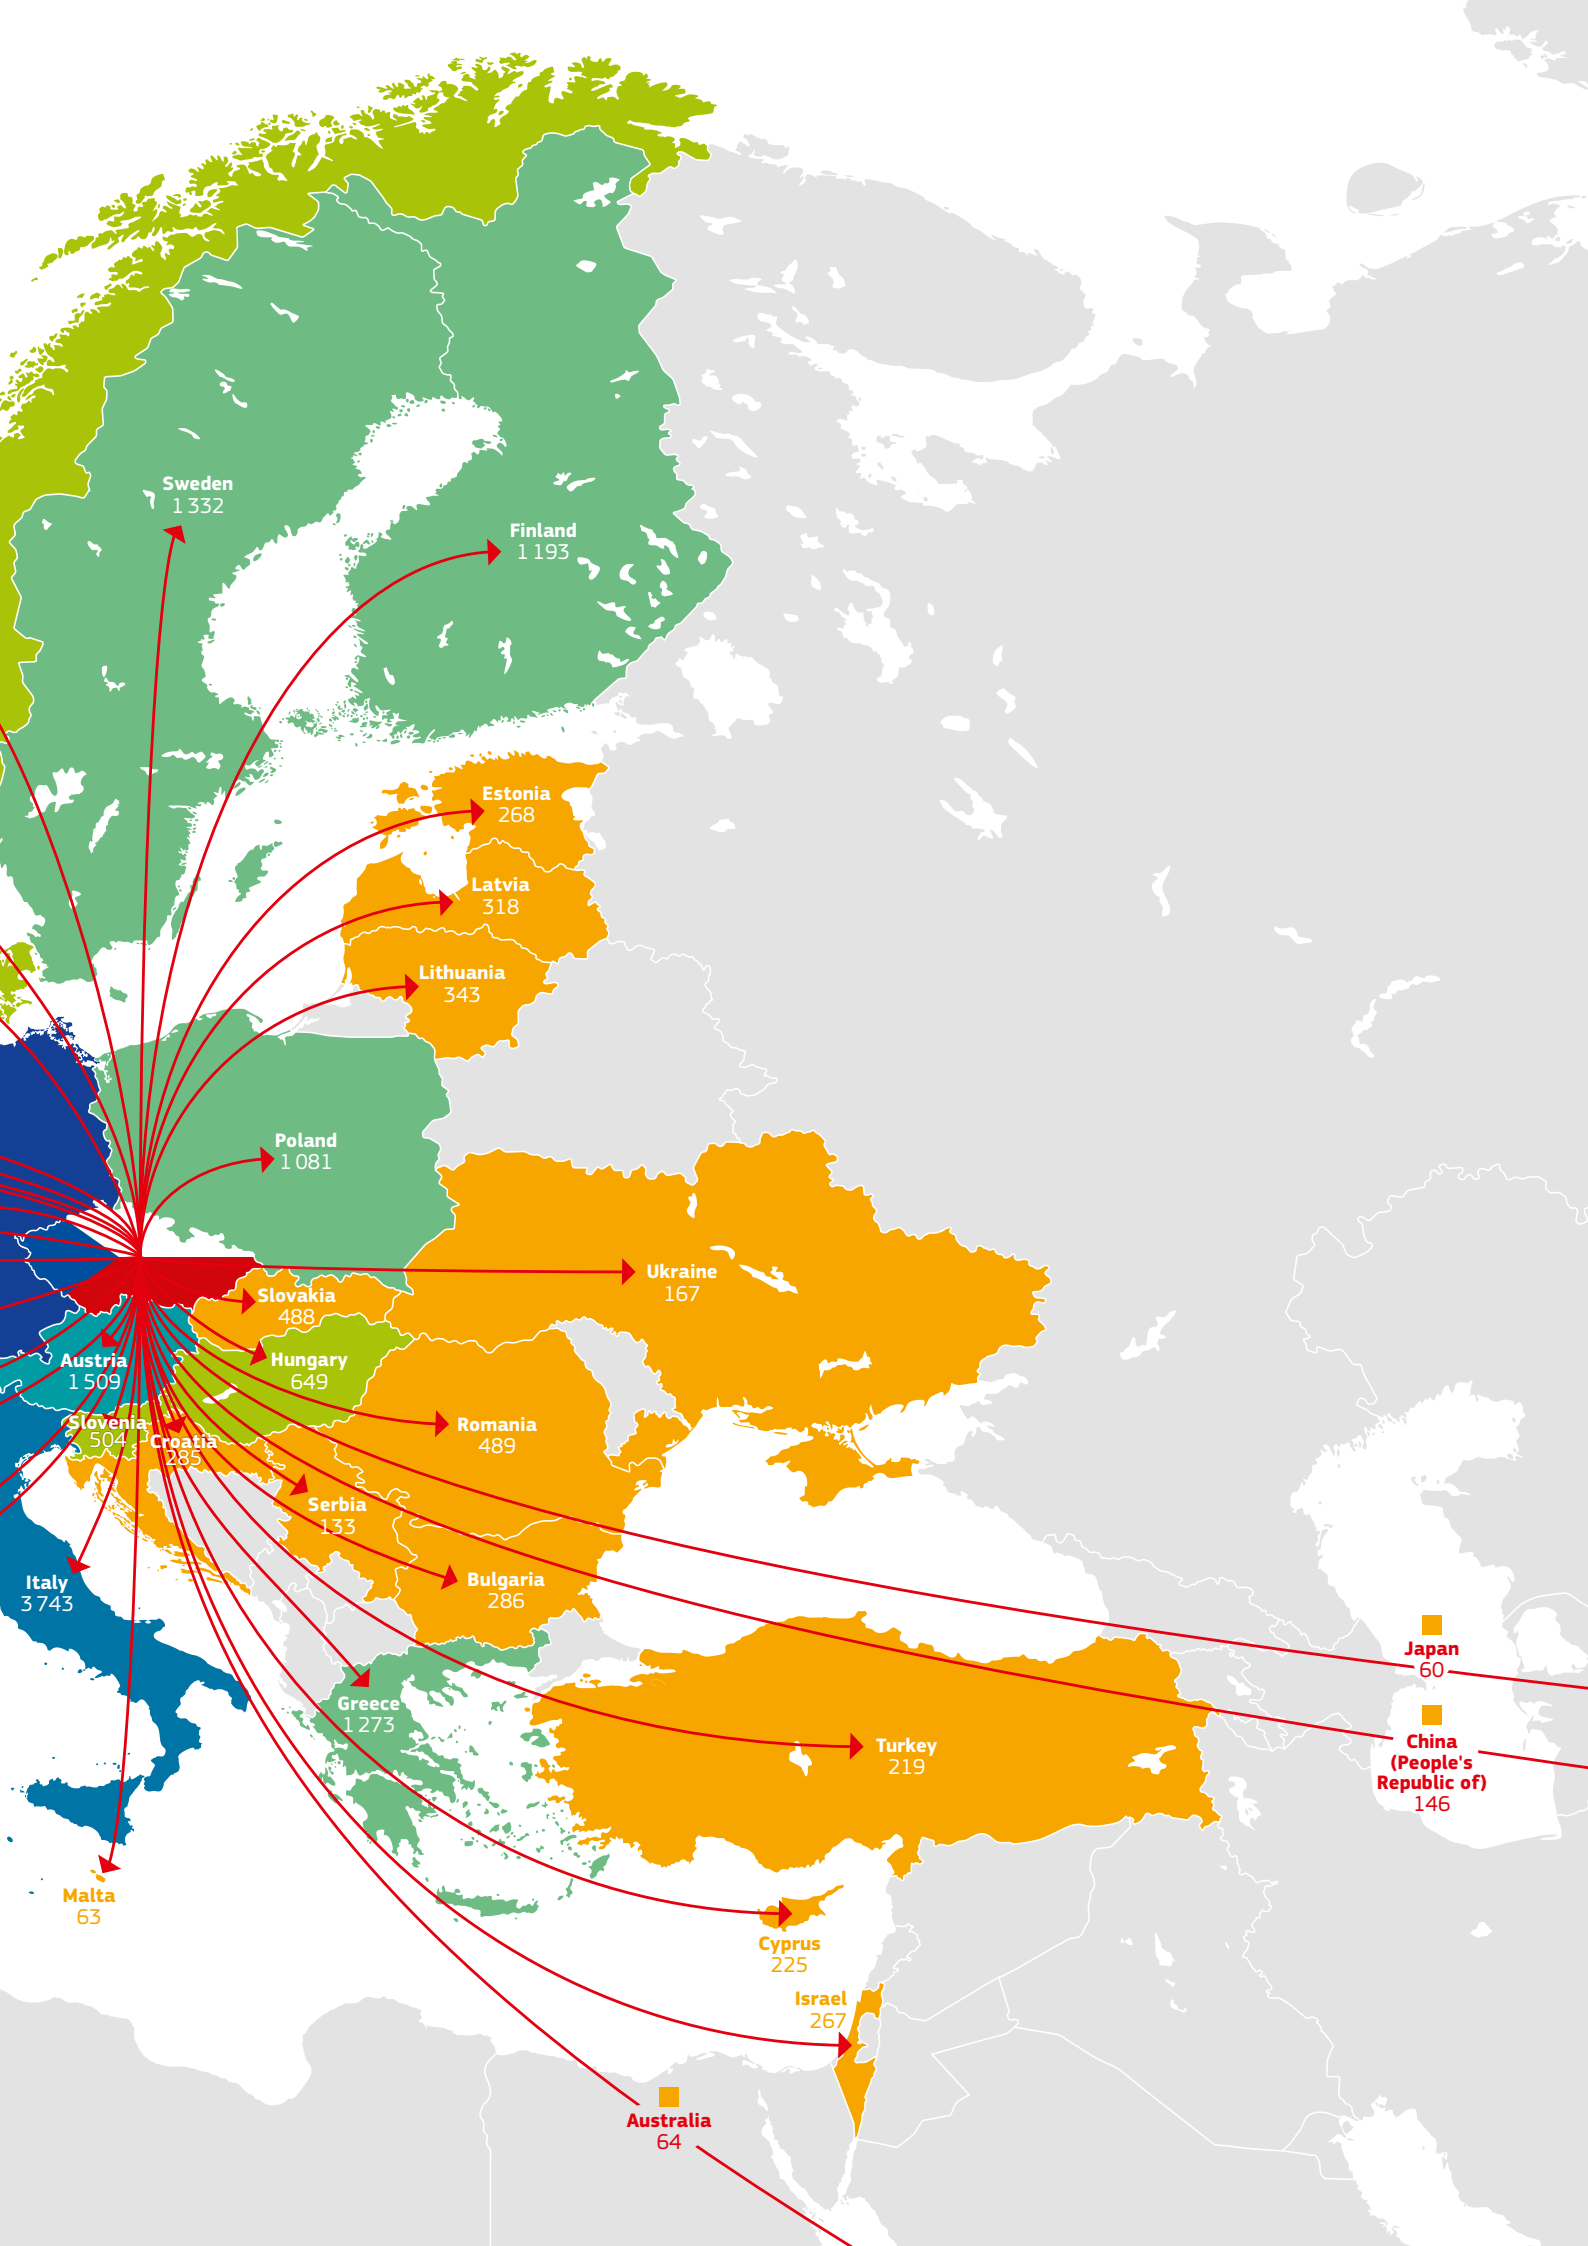 Sweden
1 332
Finland
1 193
Estonia
268
Latvia
318
Lithuania
343
Poland
1 081
Ukraine
167
Slovakia
488
Austria
1 509
Hungary
649
Slovenia
504
Croatia
285
Romania
489
Serbia
133
Italy
3 743
Bulgaria
286
Greece
1 273
Turkey
219
Japan
60
China
(People's
Republic of)
146
Malta
63
Cyprus
225
Israel
267
Australia
64